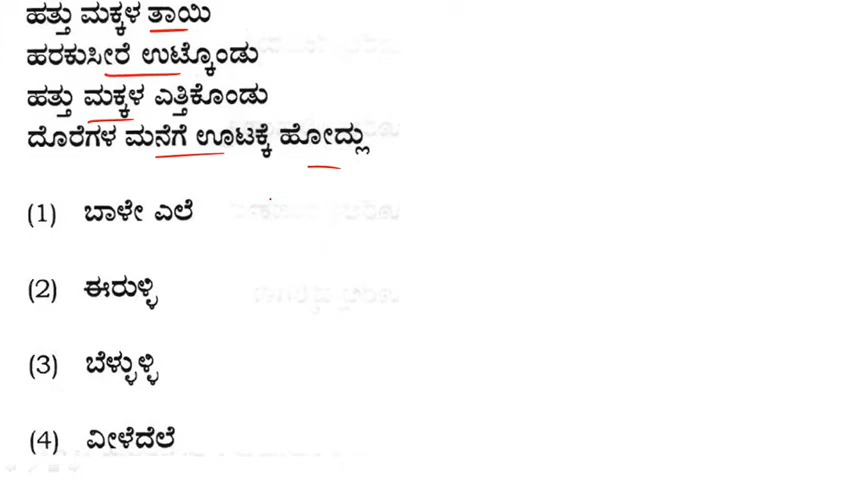 ಹತ್ತು ಮಕ್ಕಳ ತಾಯಿ
ಹರಕುಸೀರೆ ಉಟ್ಕೊಂಡು
ಹತ್ತು ಮಕ್ಕಳ ಎತ್ತಿಕೊಂಡು
ದೊರೆಗಳ ಮನೆಗೆ ಊಟಕ್ಕೆ ಹೋದ್ಲು
(1) ಬಾಳೇ ಎಲೆ
(2) ಈರುಳ್ಳಿ
(3) ಬೆಳ್ಳುಳ್ಳಿ
(4) ವೀಳೆದೆಲೆ